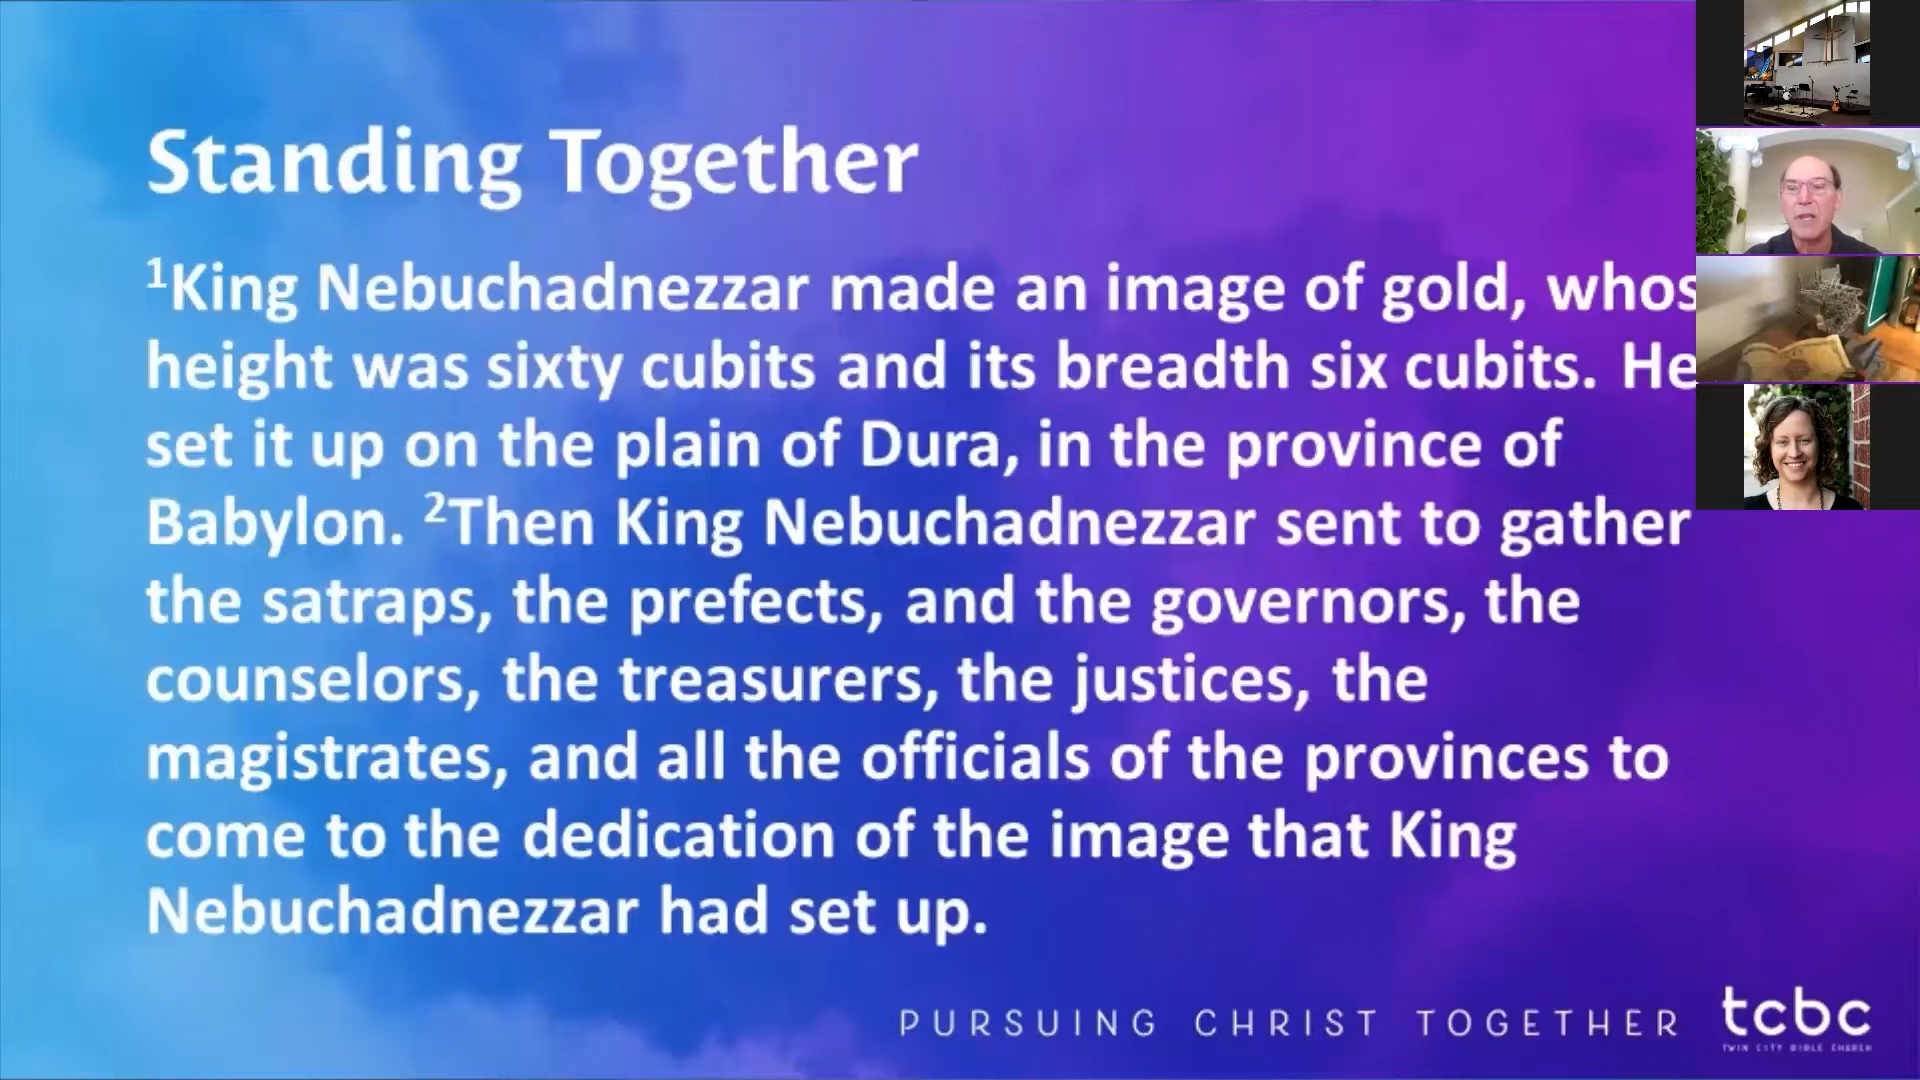 Standing Together
¹King Nebuchadnezzar made an image of gold, whos
height was sixty cubits and its breadth six cubits. He
set it up on the plain of Dura, in the province of
Babylon. ²Then King Nebuchadnezzar sent to gather
the satraps, the prefects, and the governors, the
counselors, the treasurers, the justices, the
magistrates, and all the officials of the provinces to
come to the dedication of the image that King
Nebuchadnezzar had set up.
PURSUING CHRIST TOGETHER
tcbc
TWIN CITY BIBLE CHURCH